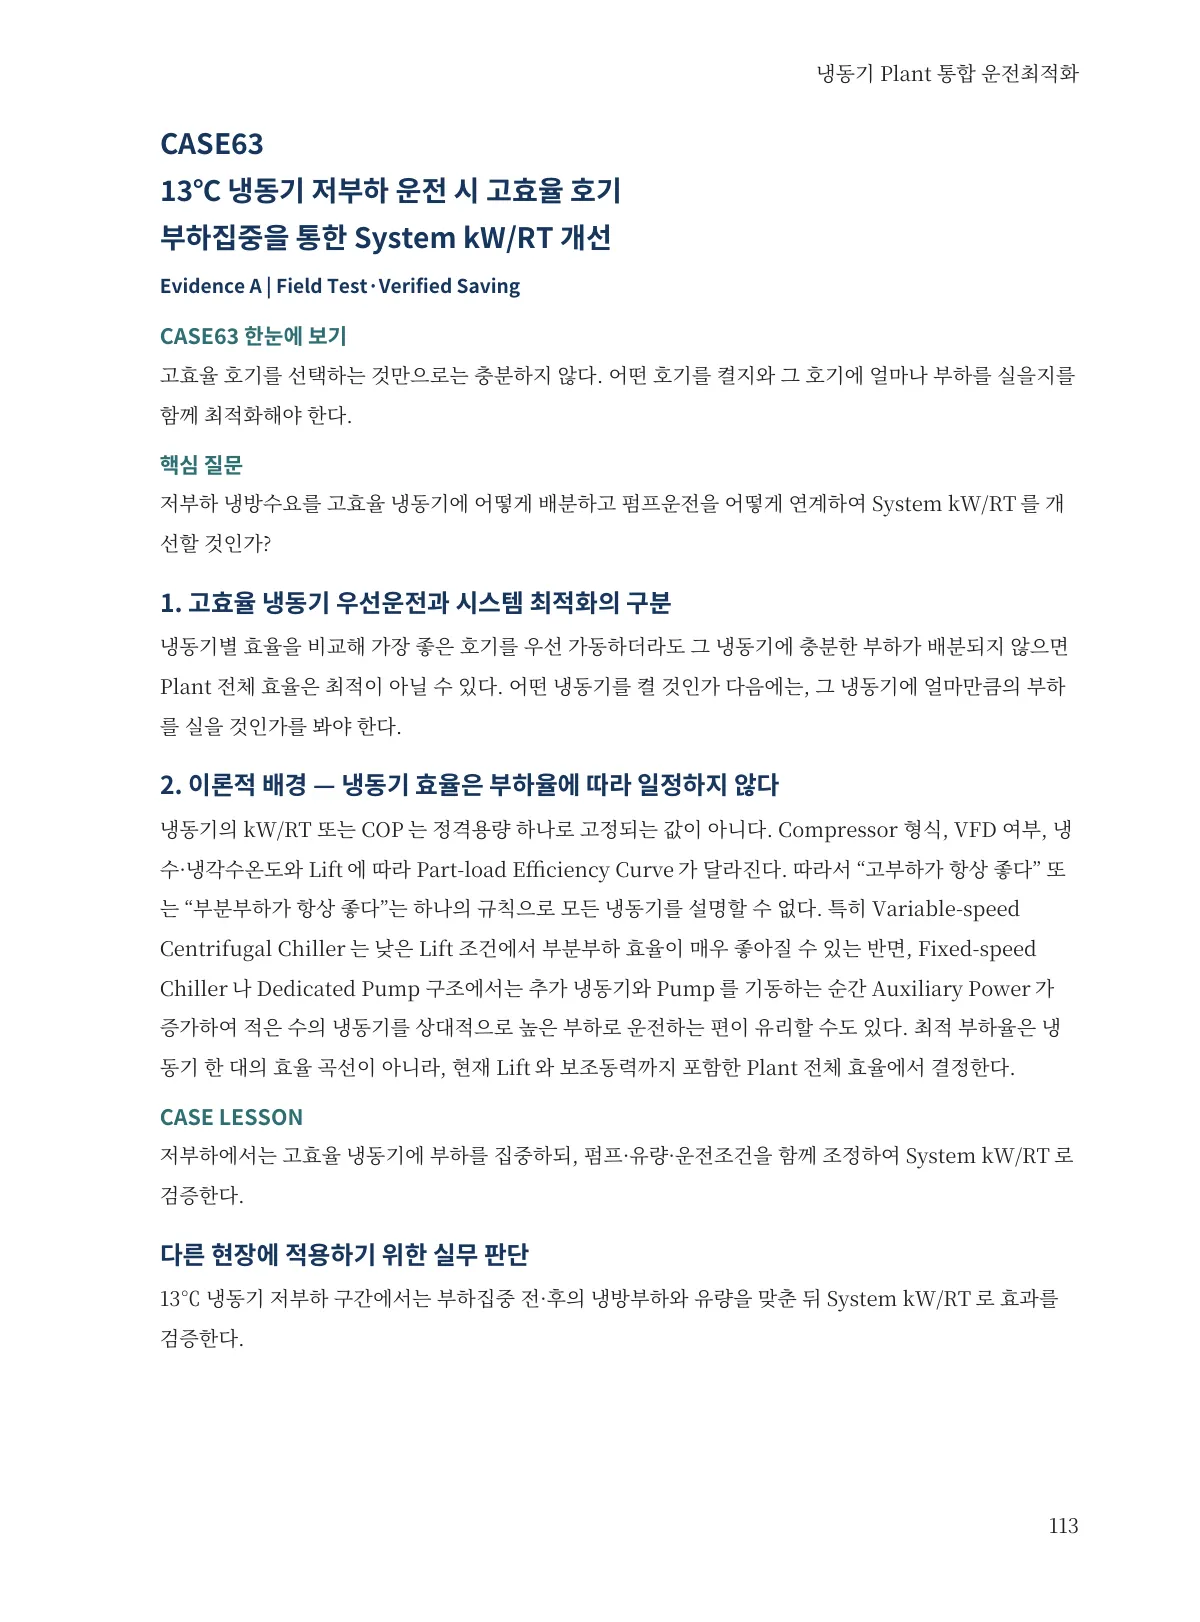 냉동기 Plant 통합 운전최적화
CASE63
13℃ 냉동기 저부하 운전 시 고효율 호기
부하집중을 통한 System kW/RT 개선
Evidence A | Field Test·Verified Saving
CASE63 한눈에 보기
고효율 호기를 선택하는 것만으로는 충분하지 않다. 어떤 호기를 켤지와 그 호기에 얼마나 부하를 실을지를
함께 최적화해야 한다.
핵심 질문
저부하 냉방수요를 고효율 냉동기에 어떻게 배분하고 펌프운전을 어떻게 연계하여 System kW/RT 를 개
선할 것인가?
1. 고효율 냉동기 우선운전과 시스템 최적화의 구분
냉동기별 효율을 비교해 가장 좋은 호기를 우선 가동하더라도 그 냉동기에 충분한 부하가 배분되지 않으면
Plant 전체 효율은 최적이 아닐 수 있다. 어떤 냉동기를 켤 것인가 다음에는, 그 냉동기에 얼마만큼의 부하
를 실을 것인가를 봐야 한다.
2. 이론적 배경 — 냉동기 효율은 부하율에 따라 일정하지 않다
냉동기의 kW/RT 또는 COP 는 정격용량 하나로 고정되는 값이 아니다. Compressor 형식, VFD 여부, 냉
수·냉각수온도와 Lift 에 따라 Part-load Efficiency Curve 가 달라진다. 따라서 “고부하가 항상 좋다” 또
는 “부분부하가 항상 좋다”는 하나의 규칙으로 모든 냉동기를 설명할 수 없다. 특히 Variable-speed
Centrifugal Chiller 는 낮은 Lift 조건에서 부분부하 효율이 매우 좋아질 수 있는 반면, Fixed-speed
Chiller 나 Dedicated Pump 구조에서는 추가 냉동기와 Pump 를 기동하는 순간 Auxiliary Power 가
증가하여 적은 수의 냉동기를 상대적으로 높은 부하로 운전하는 편이 유리할 수도 있다. 최적 부하율은 냉
동기 한 대의 효율 곡선이 아니라, 현재 Lift 와 보조동력까지 포함한 Plant 전체 효율에서 결정한다.
CASE LESSON
저부하에서는 고효율 냉동기에 부하를 집중하되, 펌프·유량·운전조건을 함께 조정하여 System kW/RT 로
검증한다.
다른 현장에 적용하기 위한 실무 판단
13℃ 냉동기 저부하 구간에서는 부하집중 전·후의 냉방부하와 유량을 맞춘 뒤 System kW/RT 로 효과를
검증한다.
113